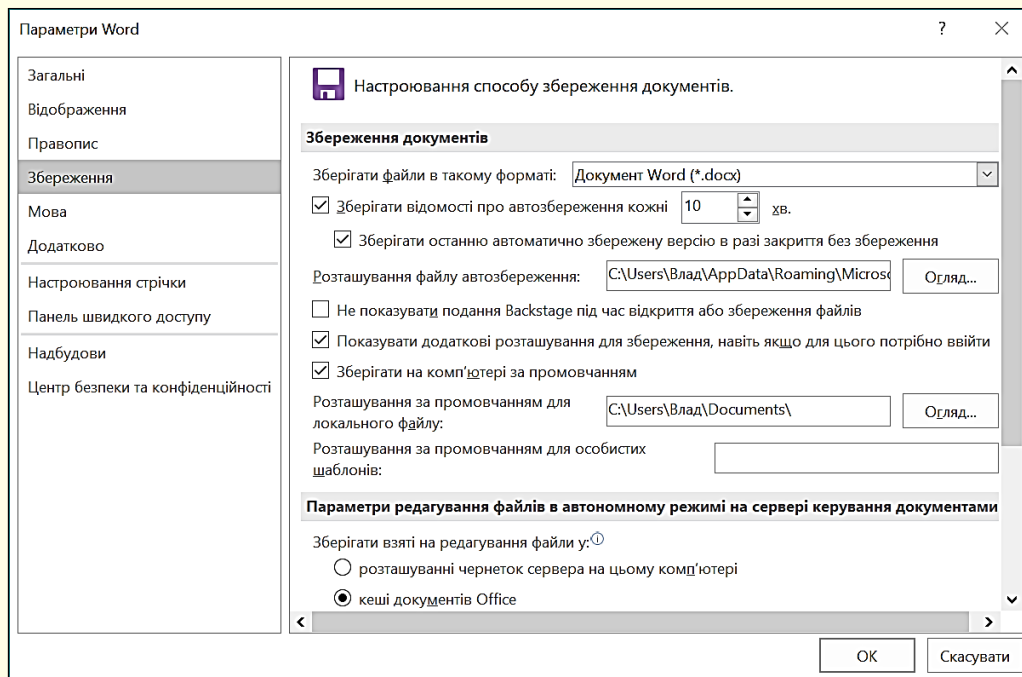 Параметри Word
?
Загальні
Відображення
Правопис
Збереження
Мова
Додатково
Настроювання стрічки
Панель швидкого доступу
Надбудови
Центр безпеки та конфіденційності
Настроювання способу збереження документів.
Збереження документів
Зберігати файли в такому форматі: Документ Word (*.docx)
Зберігати відомості про автозбереження кожні 10 хв.
Зберігати останню автоматично збережену версію в разі закриття без збереження
Розташування файлу автозбереження: C:\Users\Влад\AppData\Roaming\Microsc Огляд...
Не показувати подання Backstage під час відкриття або збереження файлів
Показувати додаткові розташування для збереження, навіть якщо для цього потрібно ввійти
Зберігати на комп'ютері за промовчанням
Розташування за промовчанням для
локального файлу: C:\Users\Влад\Documents\ Огляд...
Розташування за промовчанням для особистих
шаблонів:
Параметри редагування файлів в автономному режимі на сервері керування документами
Зберігати взяті на редагування файли у:
розташуванні чернеток сервера на цьому комп'ютері
кеші документів Office
ОК
Скасувати